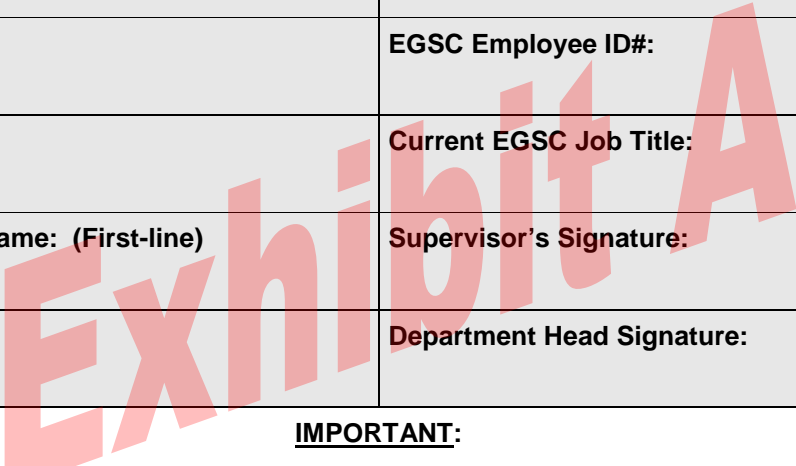 EGSC Employee ID#:
Current EGSC Job Title:
ame: (First-line)
Supervisor’s Signature:
Department Head Signature:
IMPORTANT:
Exhibit A